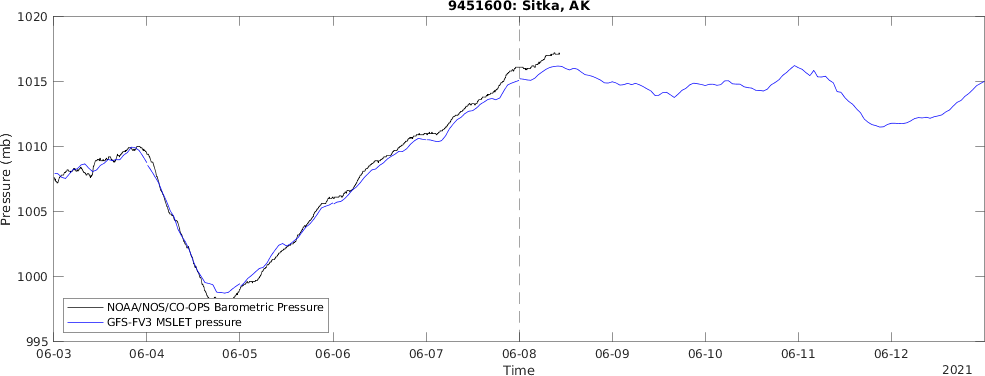 9451600: Sitka, AK
1020
1015
1010
1005
1000
995
Pressure (mb)
NOAA/NOS/CO-OPS Barometric Pressure
GFS-FV3 MSLET pressure
06-03 06-04 06-05 06-06 06-07 06-08 06-09 06-10 06-11 06-12
Time
2021